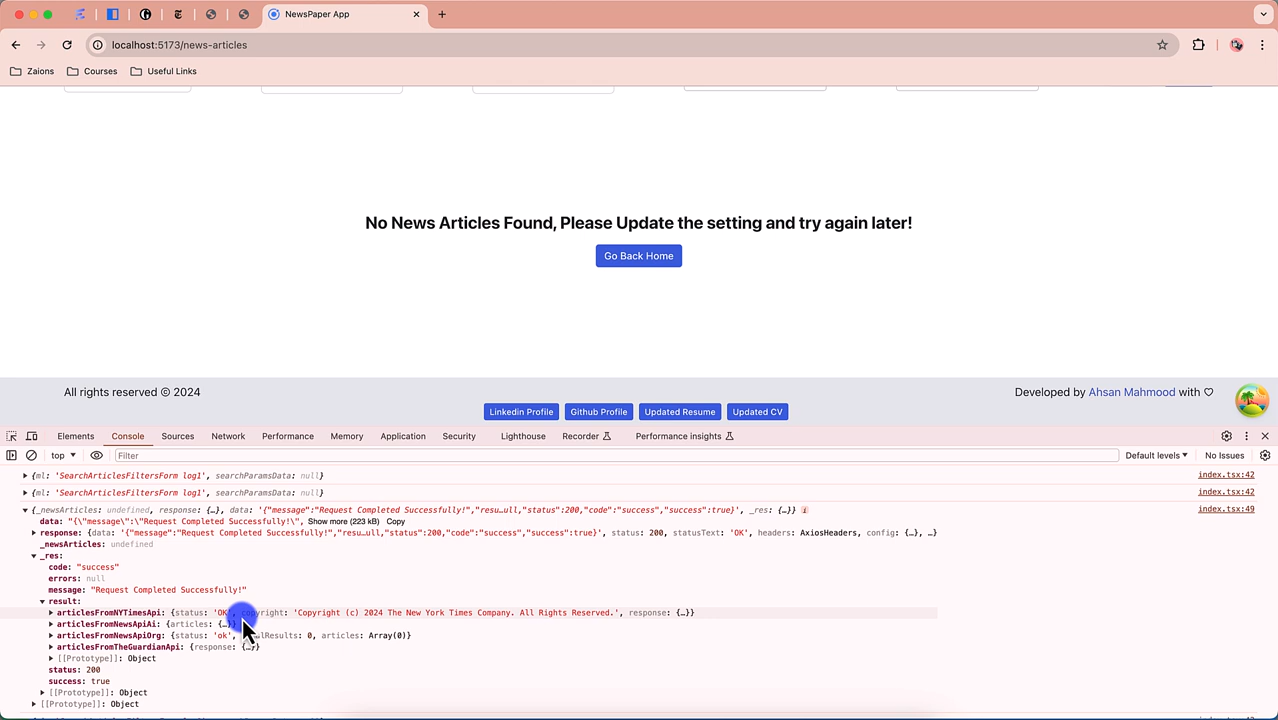 NewsPaper App
localhost:5173/news-articles
Zaions Courses Useful Links
No News Articles Found, Please Update the setting and try again later!
Go Back Home
All rights reserved © 2024
Developed by Ahsan Mahmood with ♡
Linkedin Profile Github Profile Updated Resume Updated CV
Elements Console Sources Network Performance Memory Application Security Lighthouse Recorder Performance insights
top Filter Default levels No Issues
{ml: 'SearchArticlesFiltersForm log1', searchParamsData: null} index.tsx:42
{ml: 'SearchArticlesFiltersForm log1', searchParamsData: null} index.tsx:42
{_newsArticles: undefined, response: {…}, data: '{"message":"Request Completed Successfully!","resu…ull,"status":200,"code":"success","success":true}', _res: {…}} index.tsx:49
data: "{\"message\":\"Request Completed Successfully!\", Show more (223 kB) Copy
response: {data: '{"message":"Request Completed Successfully!","resu…ull,"status":200,"code":"success","success":true}', status: 200, statusText: 'OK', headers: AxiosHeaders, config: {…}, …}
_newsArticles: undefined
_res:
code: "success"
errors: null
message: "Request Completed Successfully!"
result:
articlesFromNYTimesApi: {status: 'OK', copyright: 'Copyright (c) 2024 The New York Times Company. All Rights Reserved.', response: {…}}
articlesFromNewsApiAi: {articles: {…}}
articlesFromNewsApiOrg: {status: 'ok', totalResults: 0, articles: Array(0)}
articlesFromTheGuardianApi: {response: {…}}
[[Prototype]]: Object
status: 200
success: true
[[Prototype]]: Object
[[Prototype]]: Object